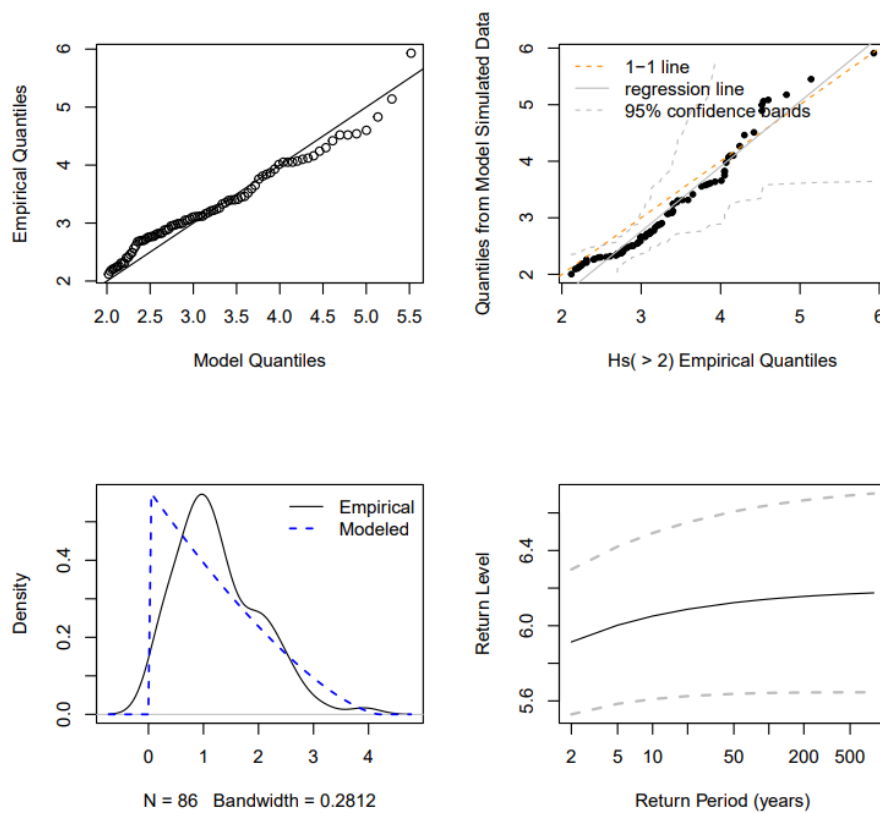 Empirical Quantiles
6
5
4
3
2
2.0 2.5 3.0 3.5 4.0 4.5 5.0 5.5
Model Quantiles
Quantiles from Model Simulated Data
6
5
4
3
2
1−1 line
regression line
95% confidence bands
2 3 4 5 6
Hs( > 2) Empirical Quantiles
Density
0.4
0.2
0.0
Empirical
Modeled
0 1 2 3 4
N = 86 Bandwidth = 0.2812
Return Level
6.4
6.0
5.6
2 5 10 50 200 500
Return Period (years)